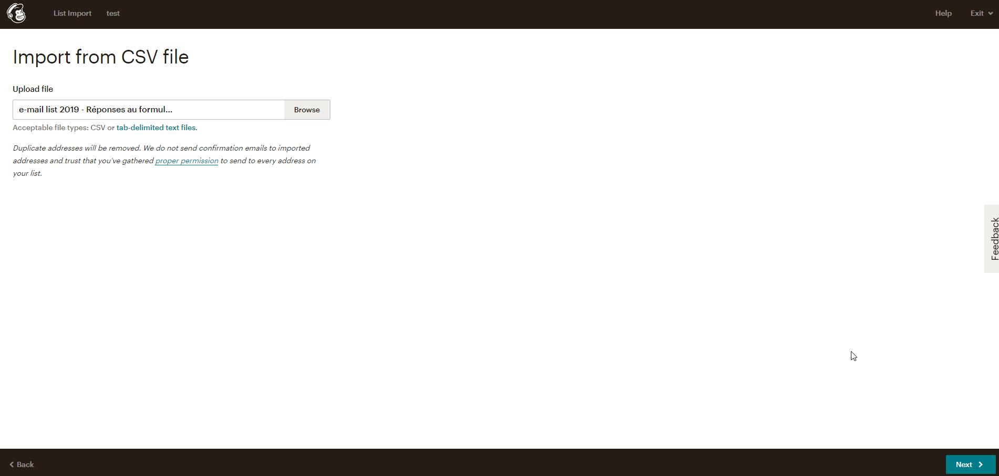 List Import
test
Help
Exit
Import from CSV file
Upload file
e-mail list 2019 - Réponses au formul...
Browse
Acceptable file types: CSV or tab-delimited text files.
Duplicate addresses will be removed. We do not send confirmation emails to imported
addresses and trust that you've gathered proper permission to send to every address on
your list.
Feedback
Back
Next